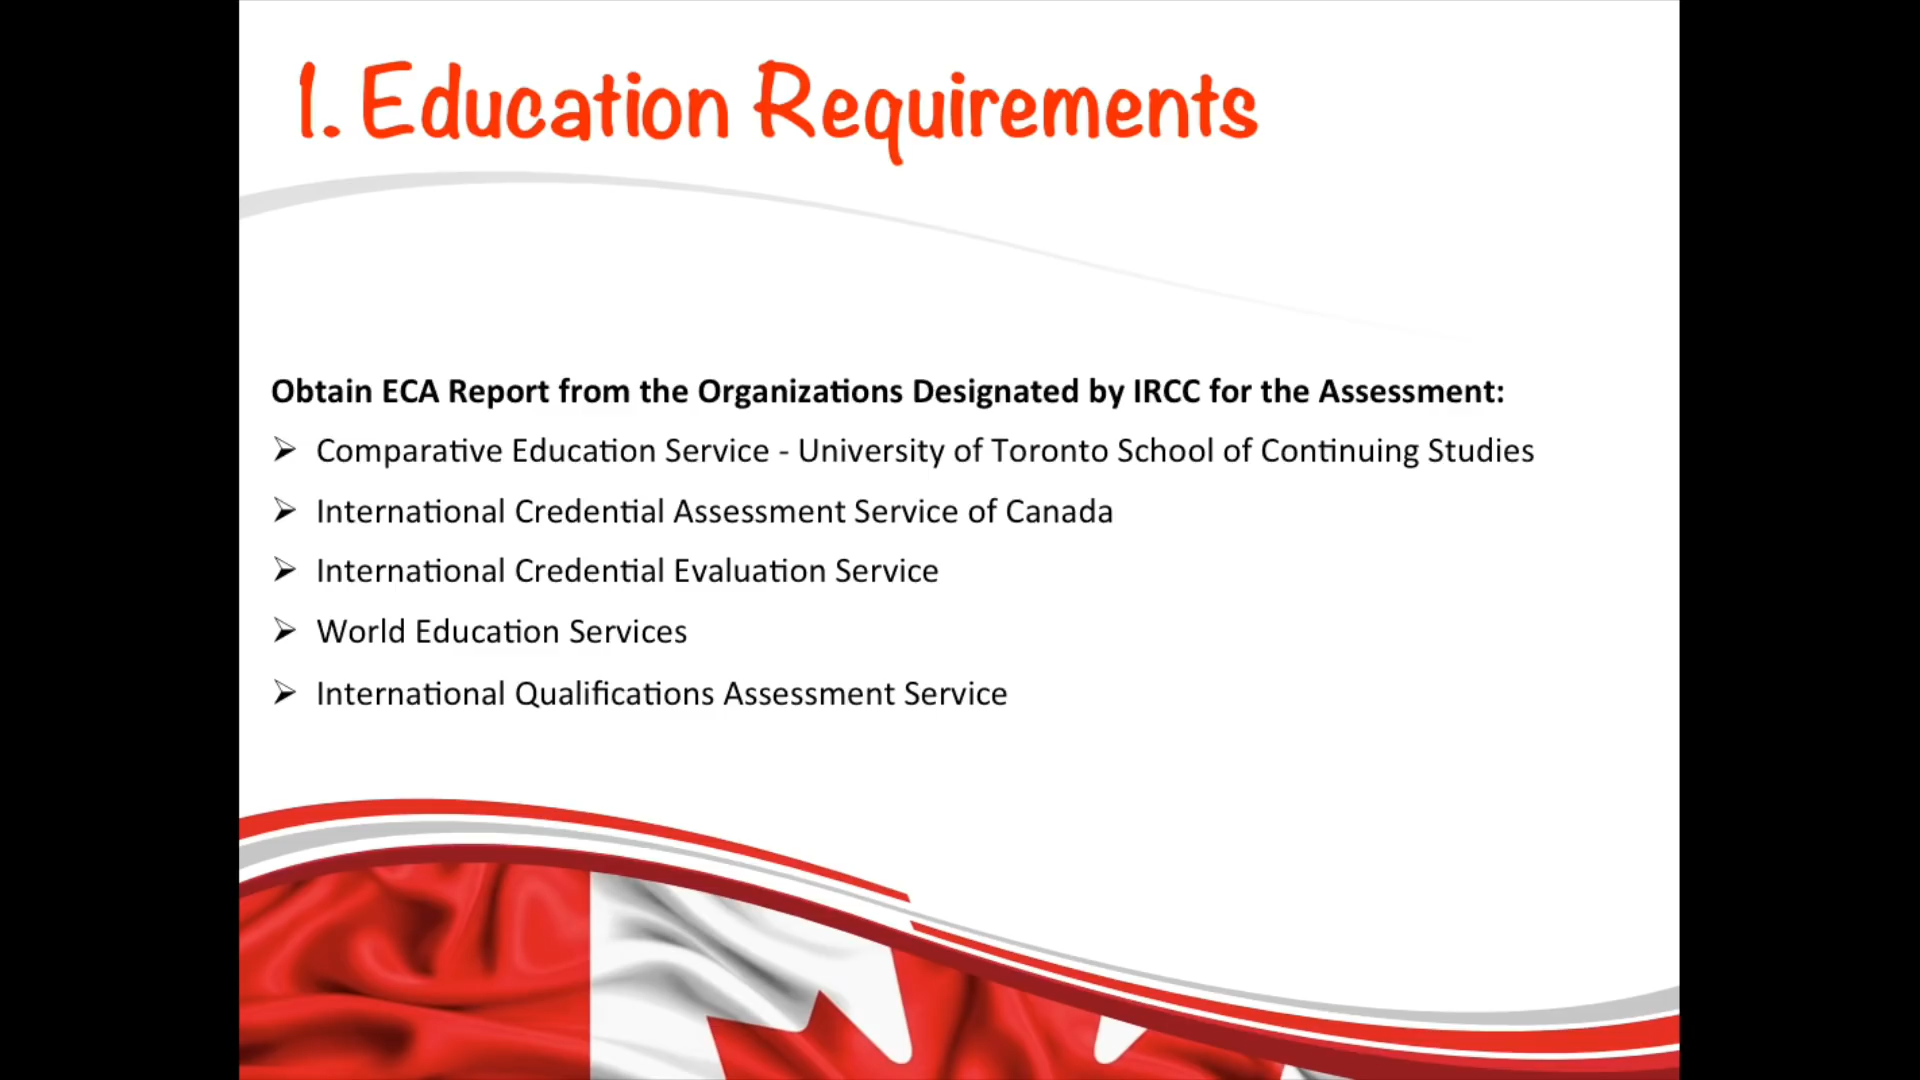 1. Education Requirements
Obtain ECA Report from the Organizations Designated by IRCC for the Assessment:
➢ Comparative Education Service - University of Toronto School of Continuing Studies
➢ International Credential Assessment Service of Canada
➢ International Credential Evaluation Service
➢ World Education Services
➢ International Qualifications Assessment Service